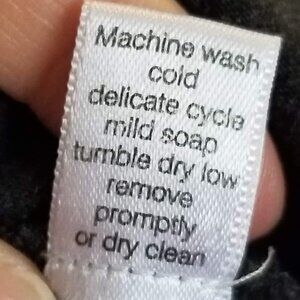 Machine wash
cold
delicate cycle
mild soap
tumble dry low
remove
promptly
or dry clean